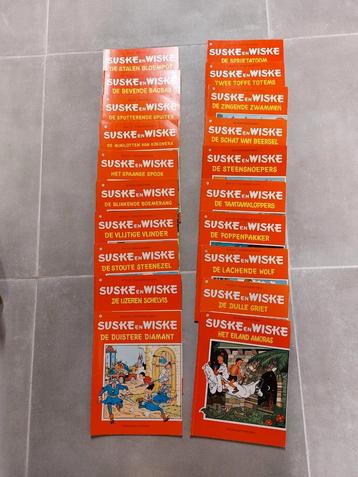 SUSKE EN WISKE
DE STALEN BLOEMPOT
SUSKE EN WISKE
DE BEVENDE BAOBAB
SUSKE EN WISKE
DE SPUTTERENDE SPUITER
SUSKE EN WISKE
DE MINILOTTEN VAN KOKONERA
SUSKE EN WISKE
HET SPAANSE SPOOK
SUSKE EN WISKE
DE BLINKENDE BOEMERANG
SUSKE EN WISKE
DE VLIJTIGE VLINDER
SUSKE EN WISKE
DE STOUTE STEENEZEL
SUSKE EN WISKE
DE IJZEREN SCHELVIS
SUSKE EN WISKE
DE DUISTERE DIAMANT
SUSKE EN WISKE
DE SPRIETATOOM
SUSKE EN WISKE
TWEE TOFFE TOTEMS
SUSKE EN WISKE
DE ZINGENDE ZWAMMEN
SUSKE EN WISKE
DE SCHAT VAN BEERSEL
SUSKE EN WISKE
DE STEENSNOEPERS
SUSKE EN WISKE
DE TAMTAMKLOPPERS
SUSKE EN WISKE
DE POPPENPAKKER
SUSKE EN WISKE
DE LACHENDE WOLF
SUSKE EN WISKE
DE DULLE GRIET
SUSKE EN WISKE
HET EILAND AMORAS